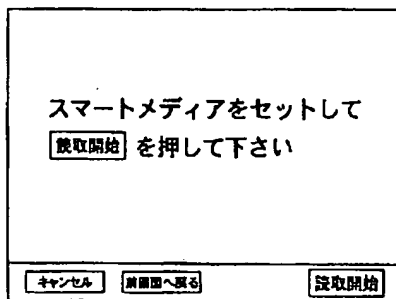 スマートメディアをセットして
読取開始 を押して下さい
キャンセル 前画面へ戻る 読取開始